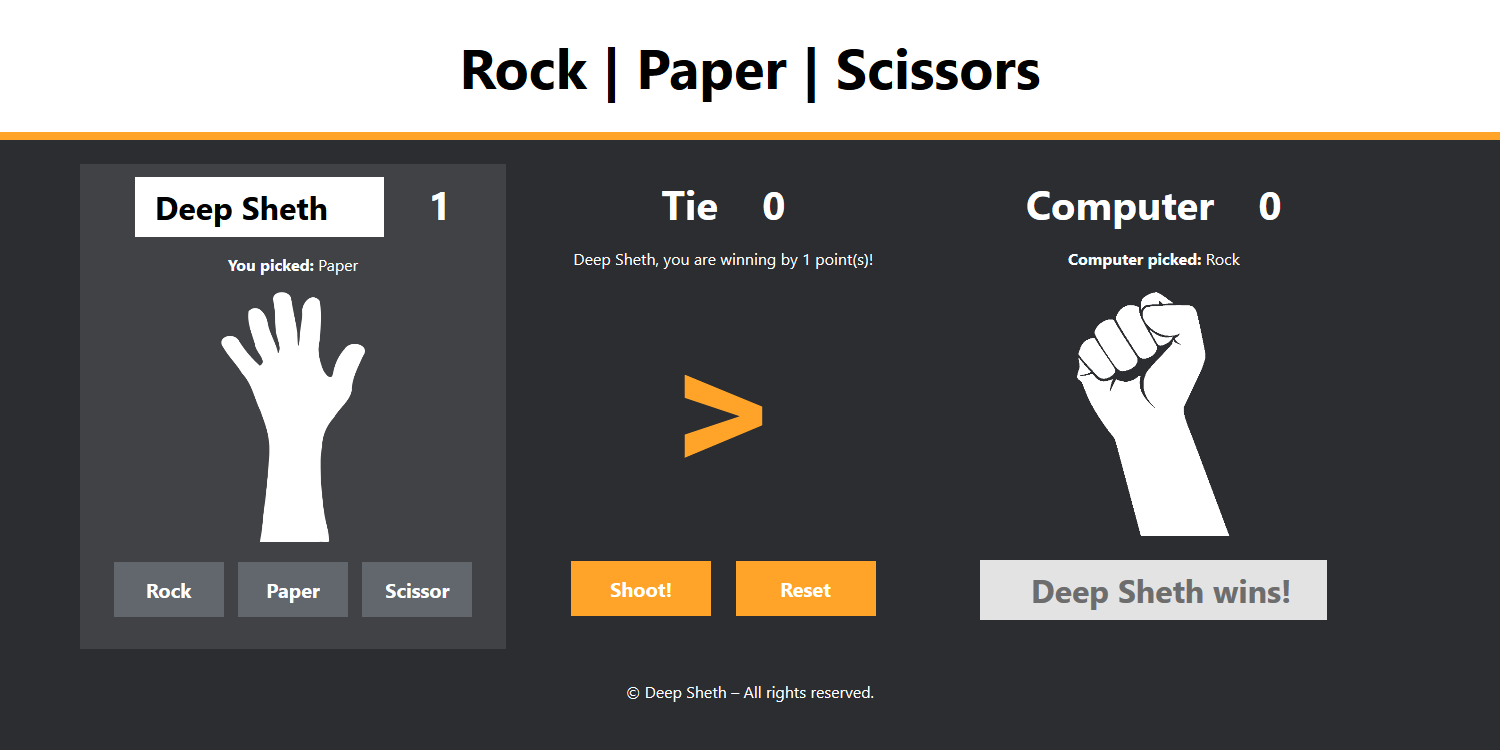 Rock | Paper | Scissors
Deep Sheth 1
You picked: Paper
Rock Paper Scissor
Tie 0
Deep Sheth, you are winning by 1 point(s)!
>
Shoot! Reset
Computer 0
Computer picked: Rock
Deep Sheth wins!
© Deep Sheth – All rights reserved.